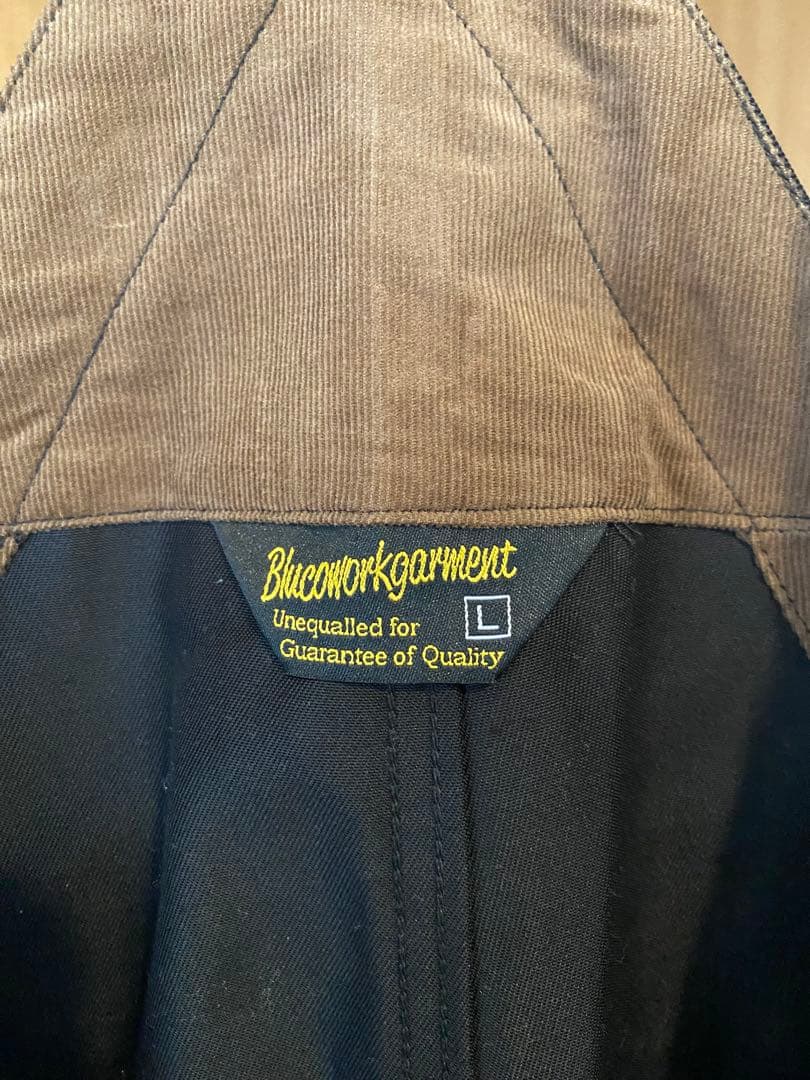 Blucoworkgarment
Unequalled for
L
Guarantee of Quality